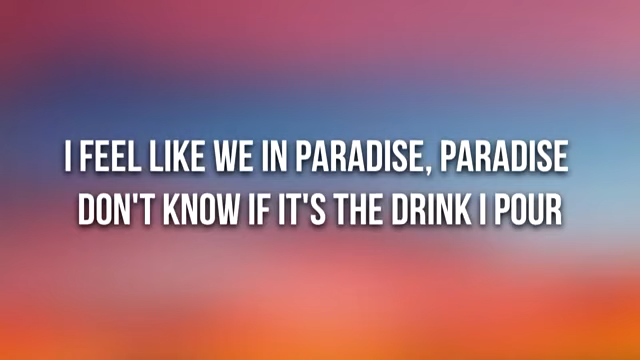 I FEEL LIKE WE IN PARADISE, PARADISE
DON'T KNOW IF IT'S THE DRINK I POUR